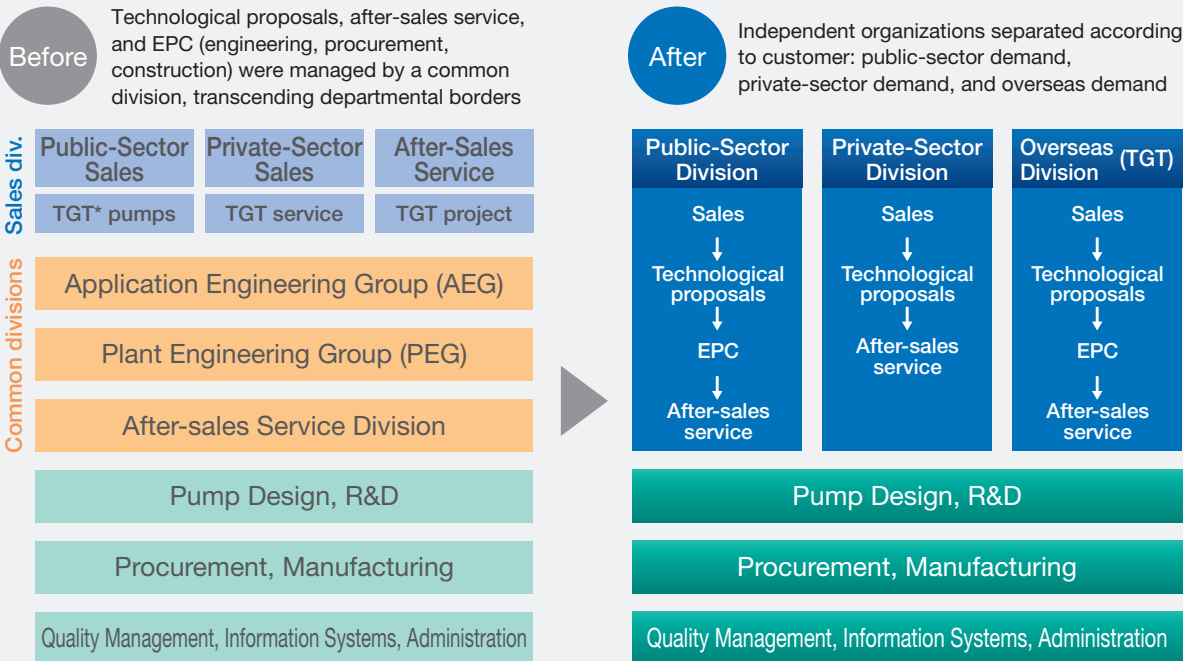 Before
Technological proposals, after-sales service,
and EPC (engineering, procurement,
construction) were managed by a common
division, transcending departmental borders
Sales div.
Public-Sector
Sales
Private-Sector
Sales
After-Sales
Service
TGT* pumps
TGT service
TGT project
Common divisions
Application Engineering Group (AEG)
Plant Engineering Group (PEG)
After-sales Service Division
Pump Design, R&D
Procurement, Manufacturing
Quality Management, Information Systems, Administration
After
Independent organizations separated according
to customer: public-sector demand,
private-sector demand, and overseas demand
Public-Sector
Division
Sales
↓
Technological
proposals
↓
EPC
↓
After-sales
service
Private-Sector
Division
Sales
↓
Technological
proposals
↓
After-sales
service
Overseas
Division (TGT)
Sales
↓
Technological
proposals
↓
EPC
↓
After-sales
service
Pump Design, R&D
Procurement, Manufacturing
Quality Management, Information Systems, Administration